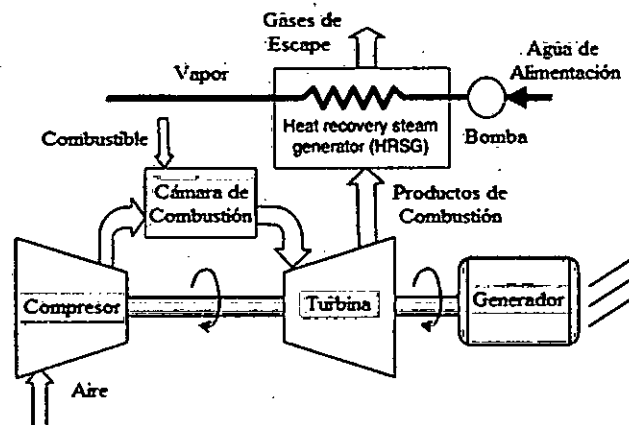 Gases de
Escape
Vapor
Agua de
Alimentación
Heat recovery steam
generator (HRSG)
Bomba
Combustible
Cámara de
Combustión
Productos de
Combustión
Compresor
Turbina
Generador
Aire